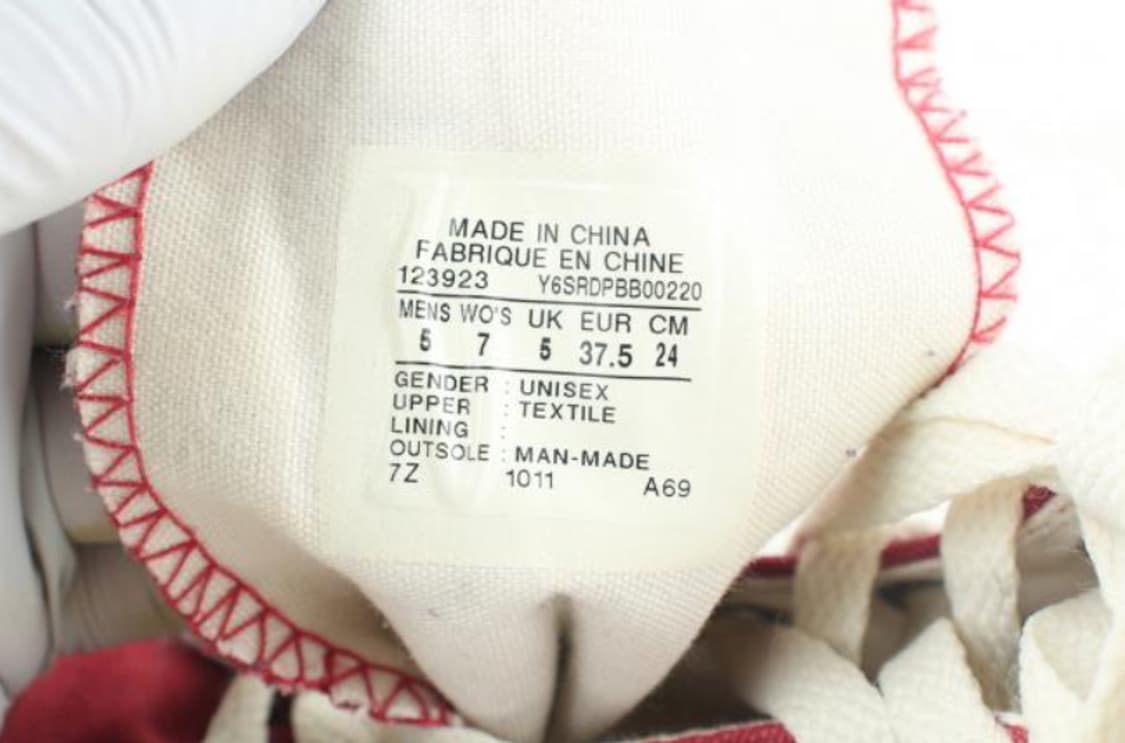 MADE IN CHINA
FABRIQUE EN CHINE
123923 Y6SRDPBB00220
MENS WO'S UK EUR CM
5 7 5 37.5 24
GENDER : UNISEX
UPPER : TEXTILE
LINING :
OUTSOLE : MAN-MADE
7Z 1011 A69